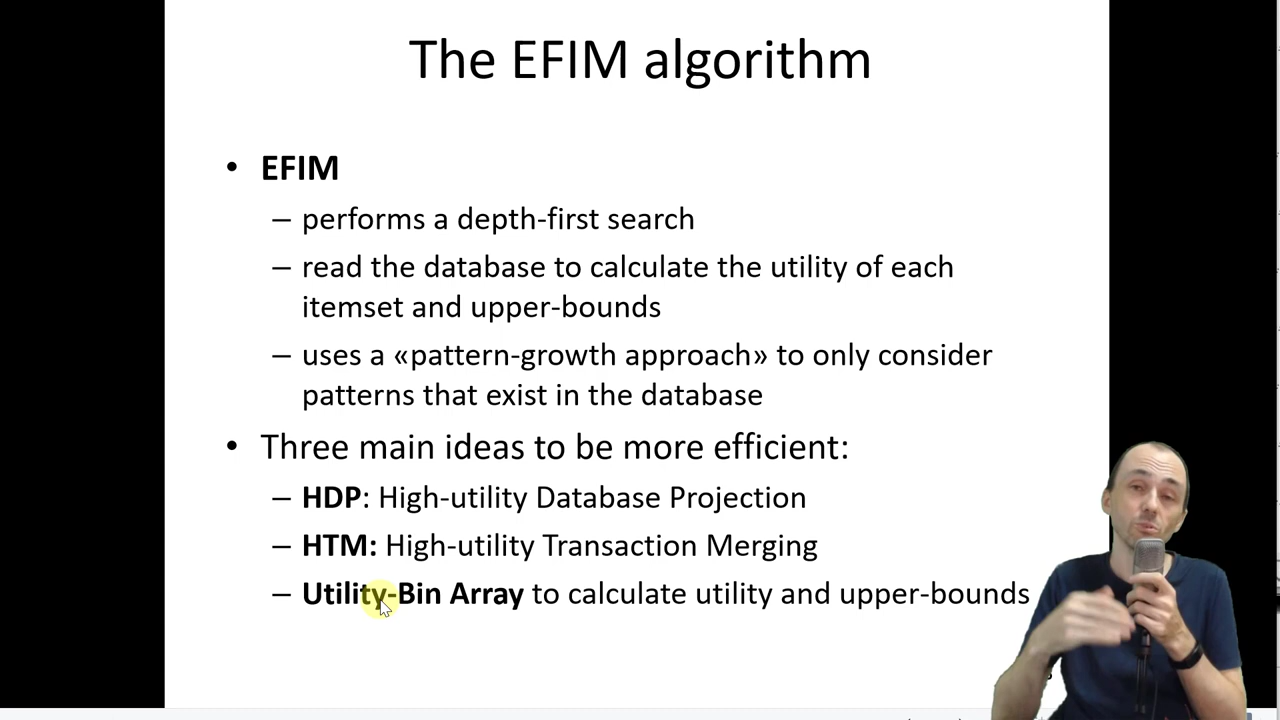 The EFIM algorithm
• EFIM
– performs a depth-first search
– read the database to calculate the utility of each
itemset and upper-bounds
– uses a «pattern-growth approach» to only consider
patterns that exist in the database
• Three main ideas to be more efficient:
– HDP: High-utility Database Projection
– HTM: High-utility Transaction Merging
– Utility-Bin Array to calculate utility and upper-bounds